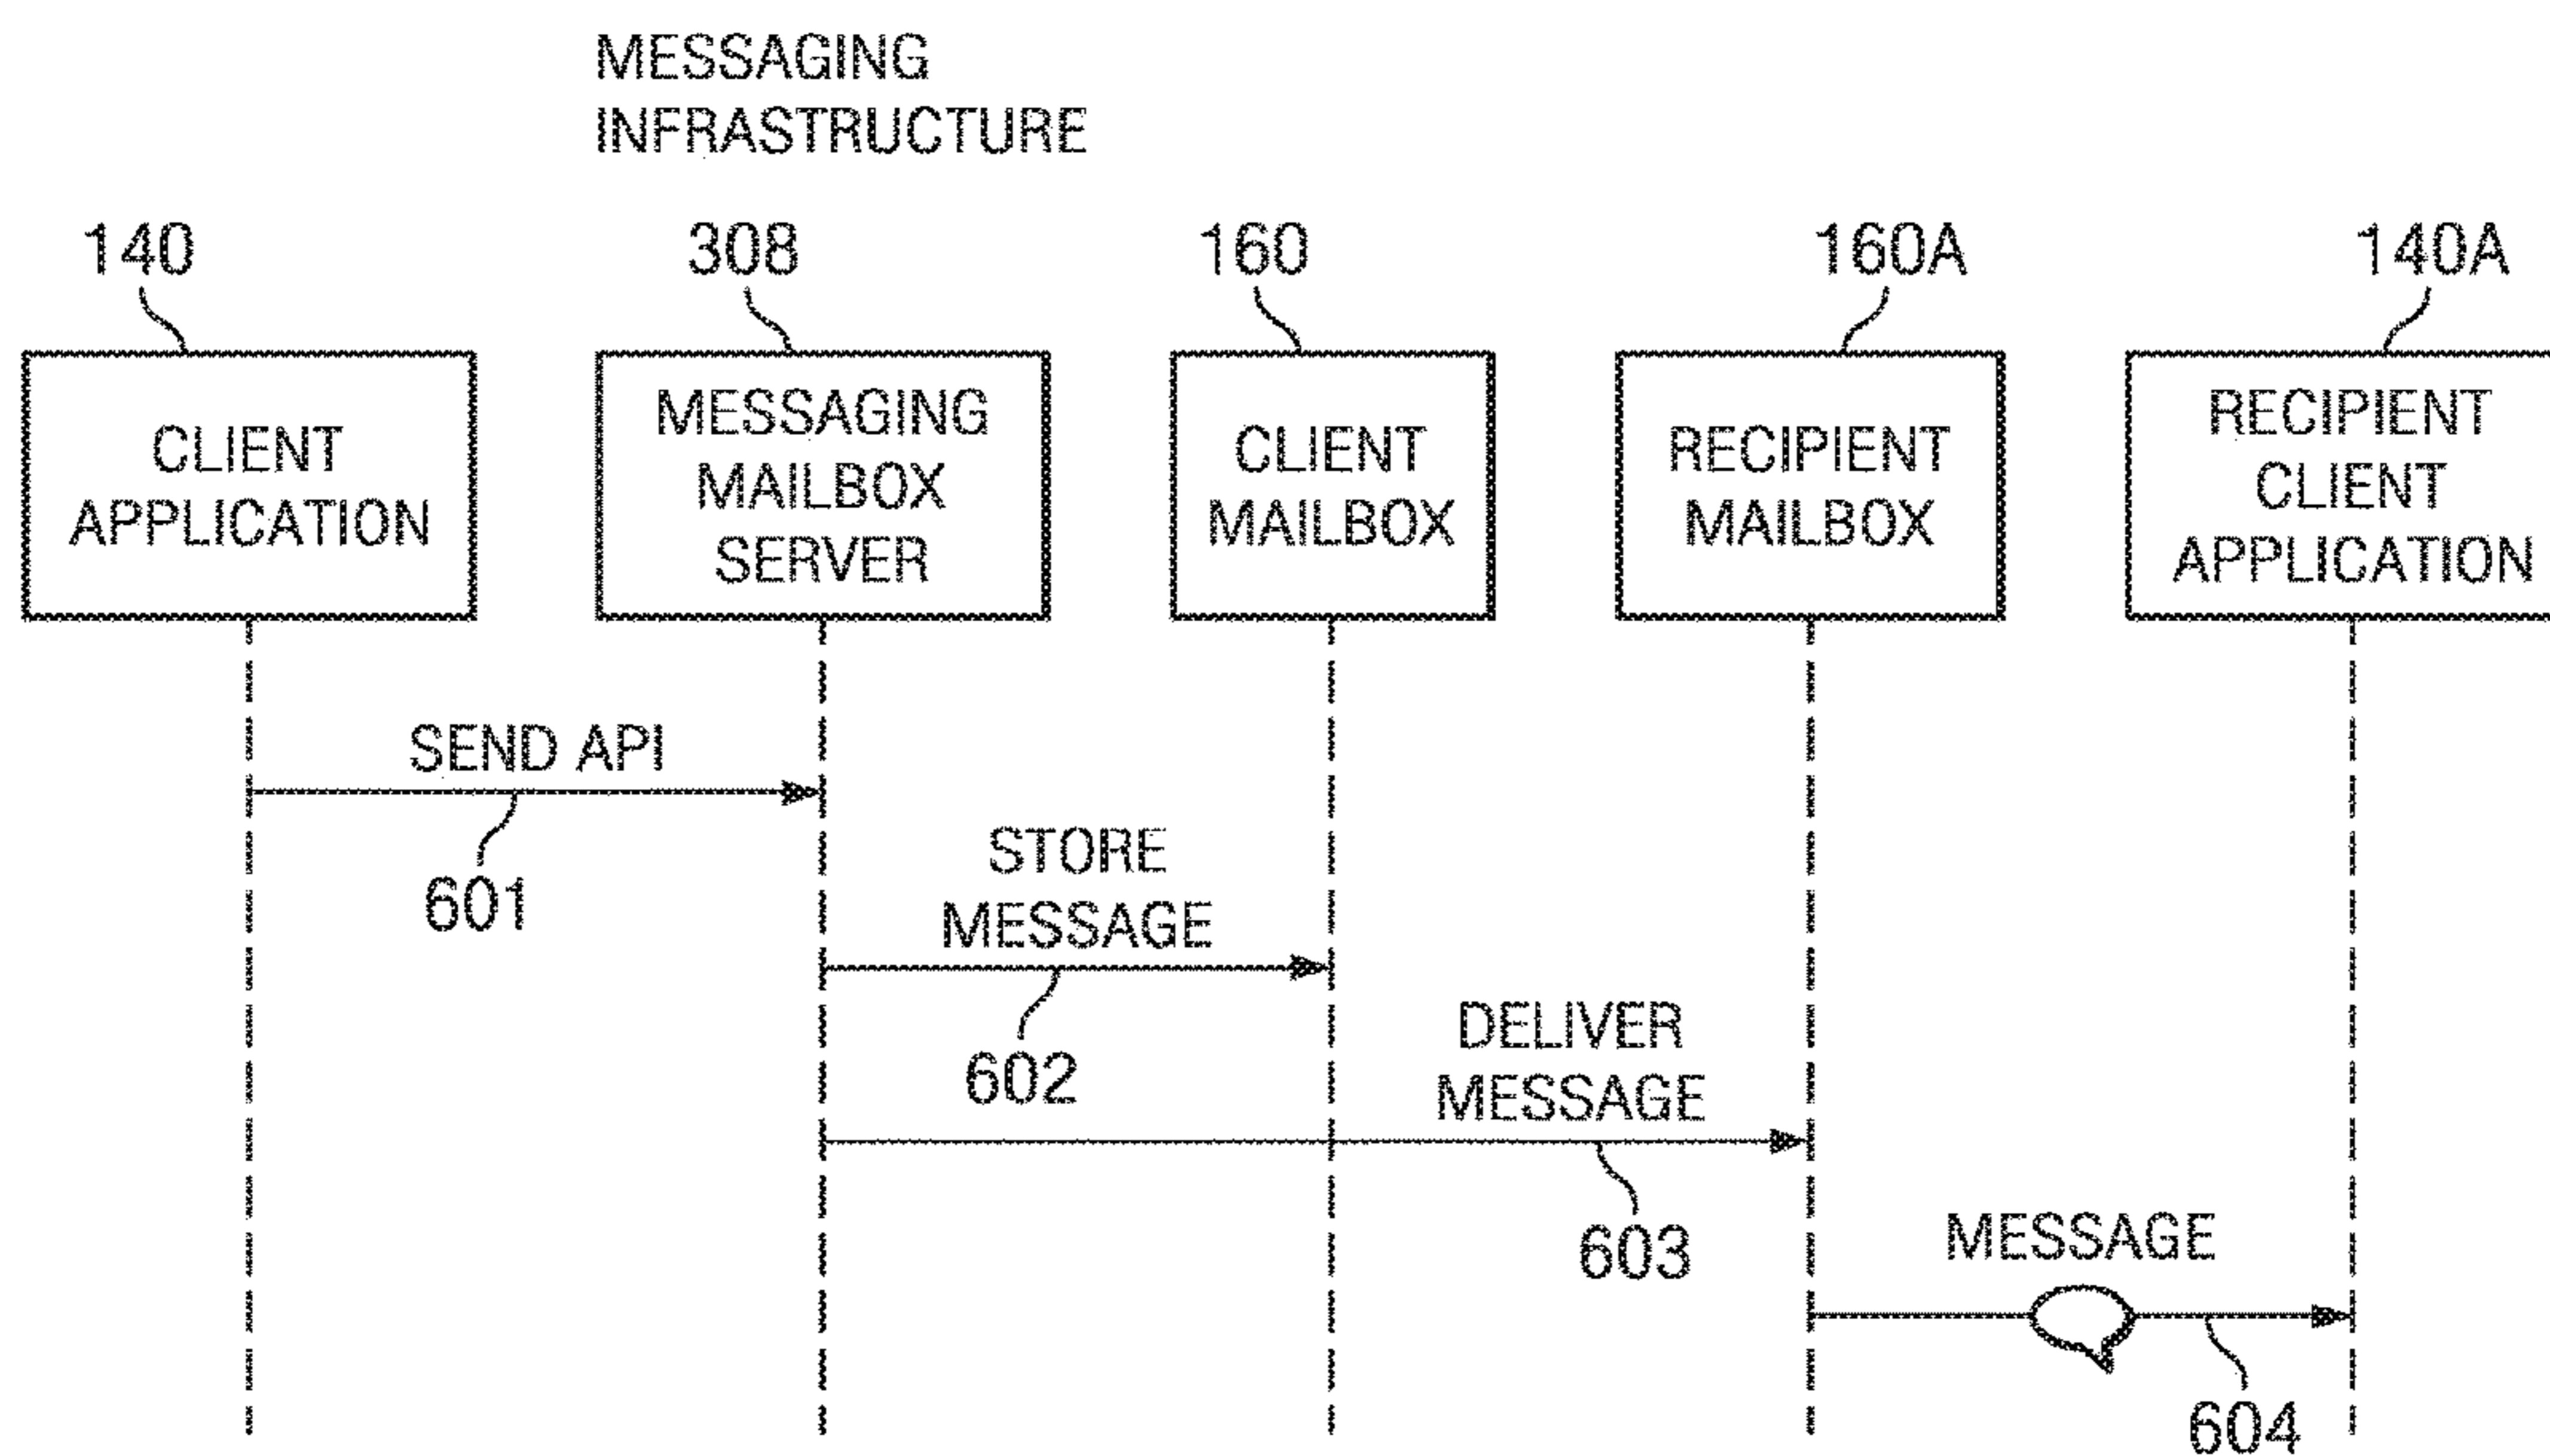 MESSAGING
INFRASTRUCTURE
140
308
160
160A
140A
CLIENT
APPLICATION
MESSAGING
MAILBOX
SERVER
CLIENT
MAILBOX
RECIPIENT
MAILBOX
RECIPIENT
CLIENT
APPLICATION
SEND API
601
STORE
MESSAGE
602
DELIVER
MESSAGE
603
MESSAGE
604